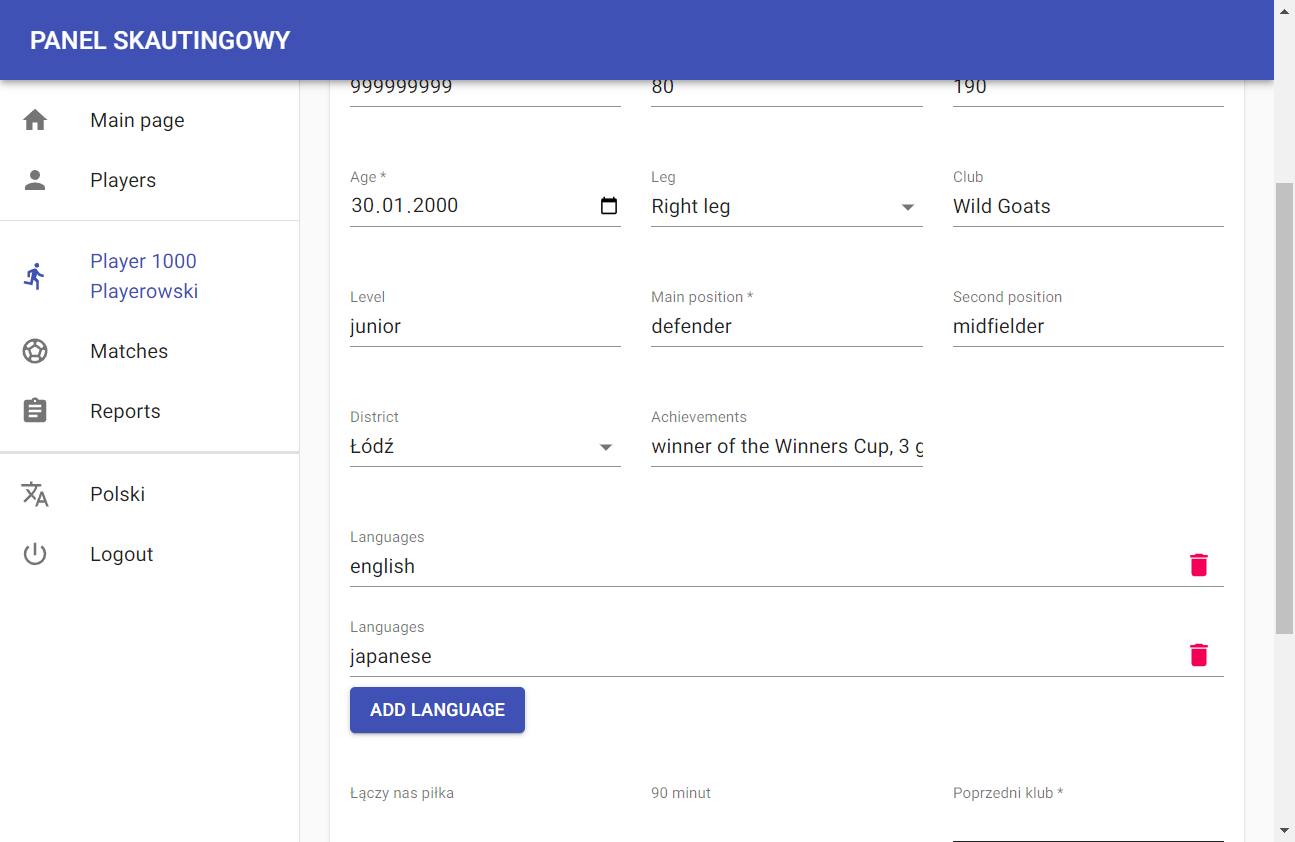 PANEL SKAUTINGOWY
Main page
Players
Player 1000
Playerowski
Matches
Reports
Polski
Logout
999999999 80 190
Age * Leg Club
30.01.2000 Right leg Wild Goats
Level Main position * Second position
junior defender midfielder
District Achievements
Łódź winner of the Winners Cup, 3 g
Languages
english
Languages
japanese
ADD LANGUAGE
Łączy nas piłka 90 minut Poprzedni klub *